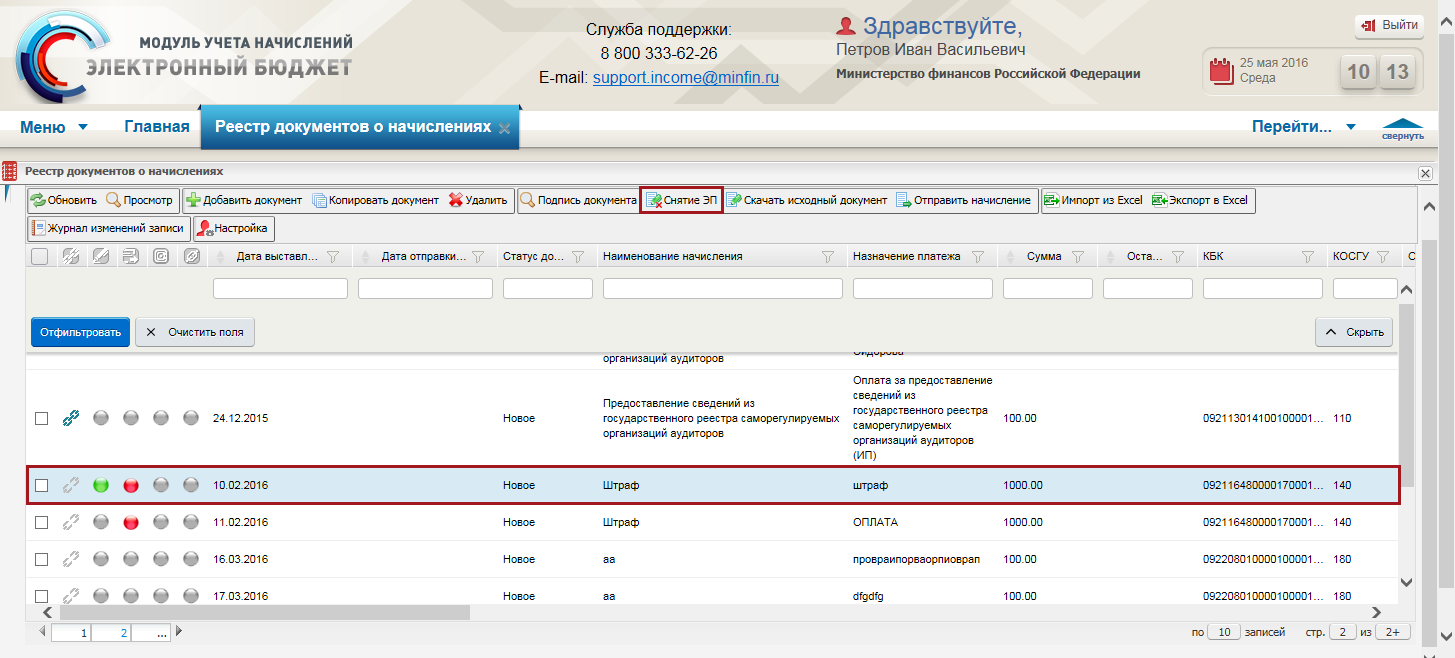 МОДУЛЬ УЧЕТА НАЧИСЛЕНИЙ
ЭЛЕКТРОННЫЙ БЮДЖЕТ
Служба поддержки:
8 800 333-62-26
E-mail: support.income@minfin.ru
Здравствуйте,
Петров Иван Васильевич
Министерство финансов Российской Федерации
Выйти
25 мая 2016
Среда
10 13
Меню Главная Реестр документов о начислениях Перейти... свернуть
Реестр документов о начислениях
Обновить Просмотр Добавить документ Копировать документ Удалить Подпись документа Снятие ЭП Скачать исходный документ Отправить начисление Импорт из Excel Экспорт в Excel
Журнал изменений записи Настройка
Дата выставл... Дата отправки... Статус до... Наименование начисления Назначение платежа Сумма Оста... КБК КОСГУ С
Отфильтровать Очистить поля Скрыть
организаций аудиторов Сидорова
24.12.2015 Новое Предоставление сведений из государственного реестра саморегулируемых организаций аудиторов Оплата за предоставление сведений из государственного реестра саморегулируемых организаций аудиторов (ИП) 100.00 092113014100100001... 110
10.02.2016 Новое Штраф штраф 1000.00 092116480000170001... 140
11.02.2016 Новое Штраф ОПЛАТА 1000.00 092116480000170001... 140
16.03.2016 Новое аа провраипорваорпиоврап 100.00 092208010000100001... 180
17.03.2016 Новое аа dfgdfg 100.00 092208010000100001... 180
1 2 ... по 10 записей стр. 2 из 2+